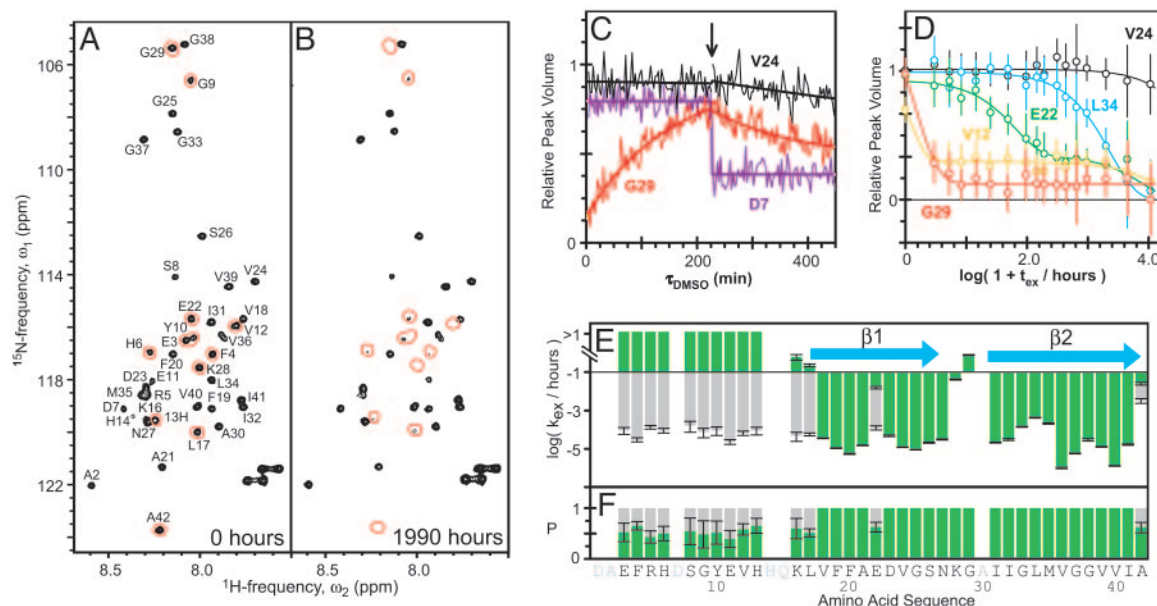 A
B
106
110
114
118
122
15N-frequency, ω1 (ppm)
G29
G38
G9
G25
G33
G37
S26
S8
V39
V24
E22
I31
V18
Y10
V12
E3
V36
H6
F4
F20
K28
D23
E11
L34
M35
R5
V40
F19
I41
D7
K16
13H
I32
H14*
N27
A30
L17
A21
A2
A42
0 hours
1990 hours
8.5
8.0
8.5
8.0
1H-frequency, ω2 (ppm)
C
V24
G29
D7
1
0
Relative Peak Volume
0
200
400
τDMSO (min)
D
V24
L34
E22
V12
G29
1
0
Relative Peak Volume
0
2.0
4.0
log( 1 + tex / hours )
E
β1
β2
>1
-1
-5
log( kex / hours )
F
1
0
P
DAEFRHDSGYEVHHQKLVFFAEDVGSNKGAIIGLMVGGVVIA
10
20
30
40
Amino Acid Sequence